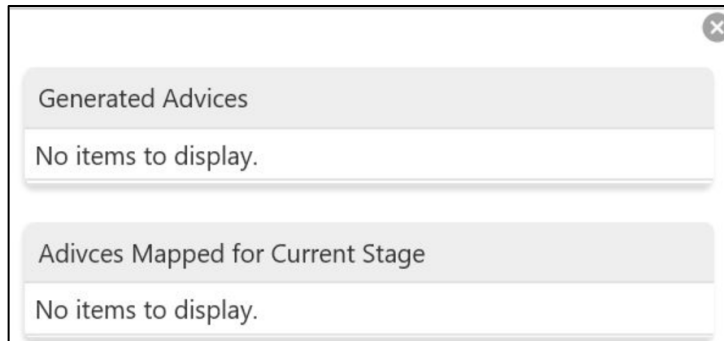 Generated Advices
No items to display.
Adivces Mapped for Current Stage
No items to display.